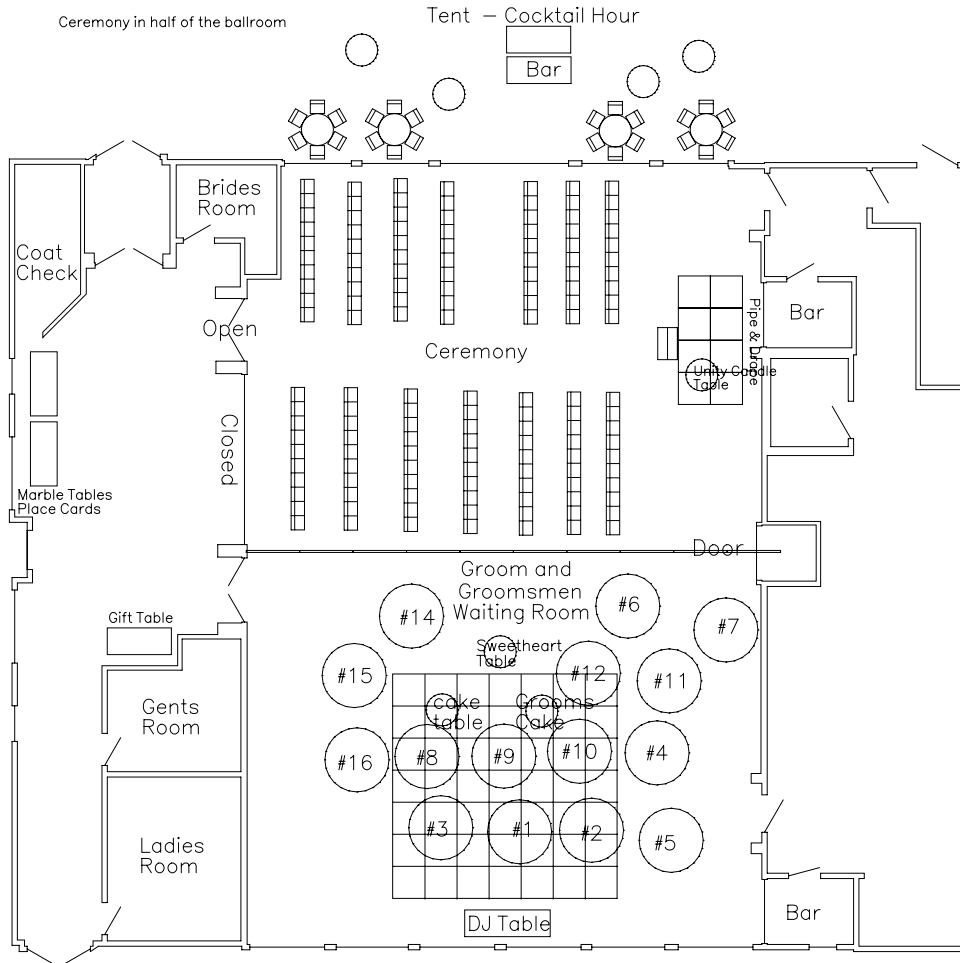 Tent – Cocktail Hour
Ceremony in half of the ballroom
Bar
Brides
Room
Coat
Check
Open
Pipe & Drape
Bar
Ceremony
Unity Candle
Table
Closed
Marble Tables
Place Cards
Door
Groom and
Groomsmen
Waiting Room
#6
#14
Gift Table
#7
Sweetheart
Table
#12
#15
#11
cake
table
Grooms
Cake
Gents
Room
#16
#8
#9
#10
#4
#3
#1
#2
#5
Ladies
Room
Bar
DJ Table